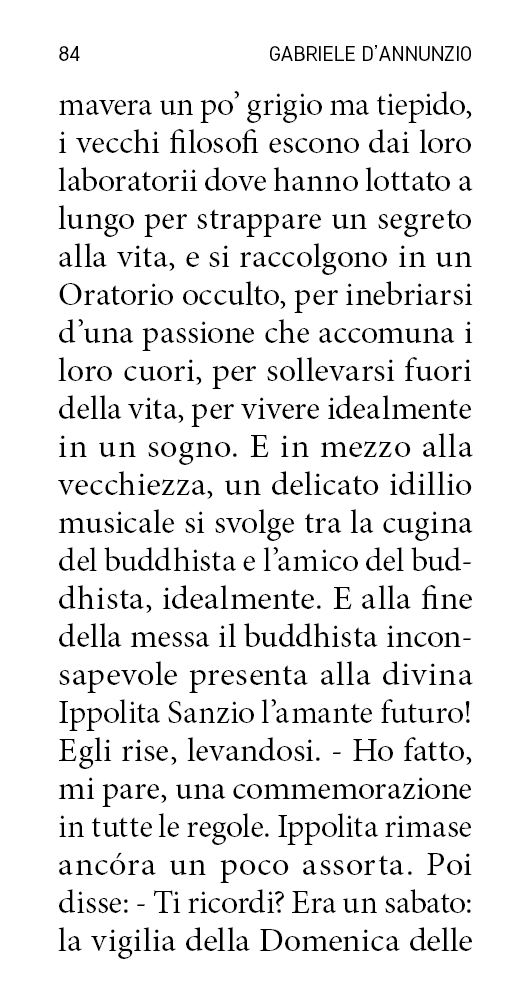 84 GABRIELE D’ANNUNZIO
mavera un po’ grigio ma tiepido,
i vecchi filosofi escono dai loro
laboratorii dove hanno lottato a
lungo per strappare un segreto
alla vita, e si raccolgono in un
Oratorio occulto, per inebriarsi
d’una passione che accomuna i
loro cuori, per sollevarsi fuori
della vita, per vivere idealmente
in un sogno. E in mezzo alla
vecchiezza, un delicato idillio
musicale si svolge tra la cugina
del buddhista e l’amico del bud-
dhista, idealmente. E alla fine
della messa il buddhista incon-
sapevole presenta alla divina
Ippolita Sanzio l’amante futuro!
Egli rise, levandosi. - Ho fatto,
mi pare, una commemorazione
in tutte le regole. Ippolita rimase
ancóra un poco assorta. Poi
disse: - Ti ricordi? Era un sabato:
la vigilia della Domenica delle